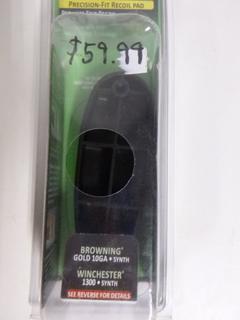 PRECISION-FIT RECOIL PAD
$59.99
BROWNING®
GOLD 10GA • SYNTH
WINCHESTER®
1300 • SYNTH
SEE REVERSE FOR DETAILS